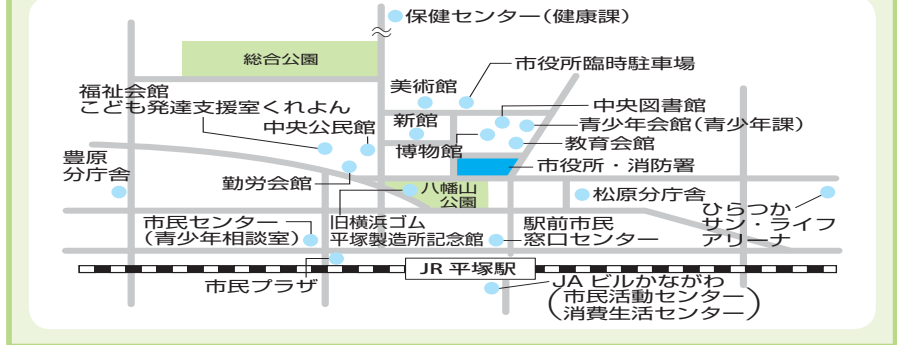 保健センター(健康課)
総合公園
市役所臨時駐車場
美術館
福祉会館
こども発達支援室くれよん
中央公民館
新館
中央図書館
青少年会館(青少年課)
博物館
教育会館
豊原
分庁舎
勤労会館
市役所・消防署
八幡山
公園
松原分庁舎
ひらつか
サン・ライフ
アリーナ
市民センター
(青少年相談室)
旧横浜ゴム
平塚製造所記念館
駅前市民
窓口センター
市民プラザ
JR 平塚駅
JA ビルかながわ
(市民活動センター
消費生活センター)